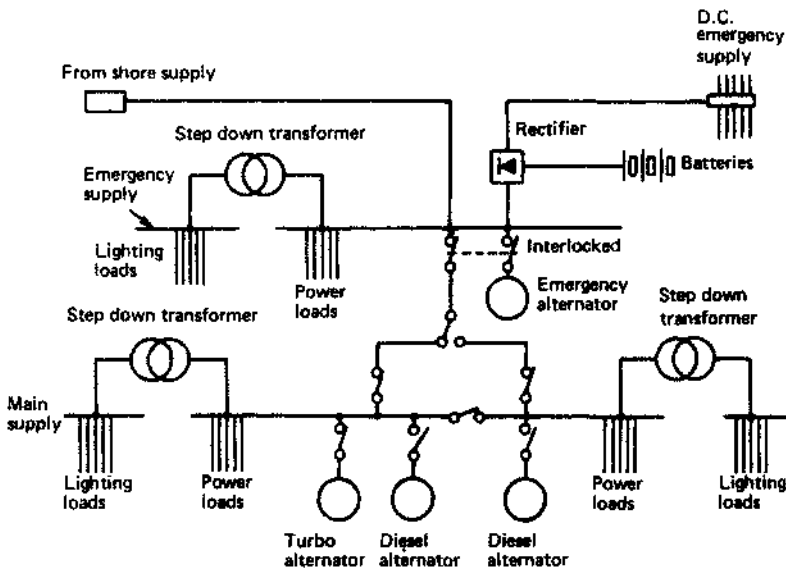 D.C.
emergency
supply
From shore supply
Rectifier
Step down transformer
Batteries
Emergency
supply
Lighting
loads
Power
loads
Interlocked
Emergency
alternator
Step down transformer
Step down
transformer
Main
supply
Lighting
loads
Power
loads
Power
loads
Lighting
loads
Turbo
alternator
Diesel
alternator
Diesel
alternator